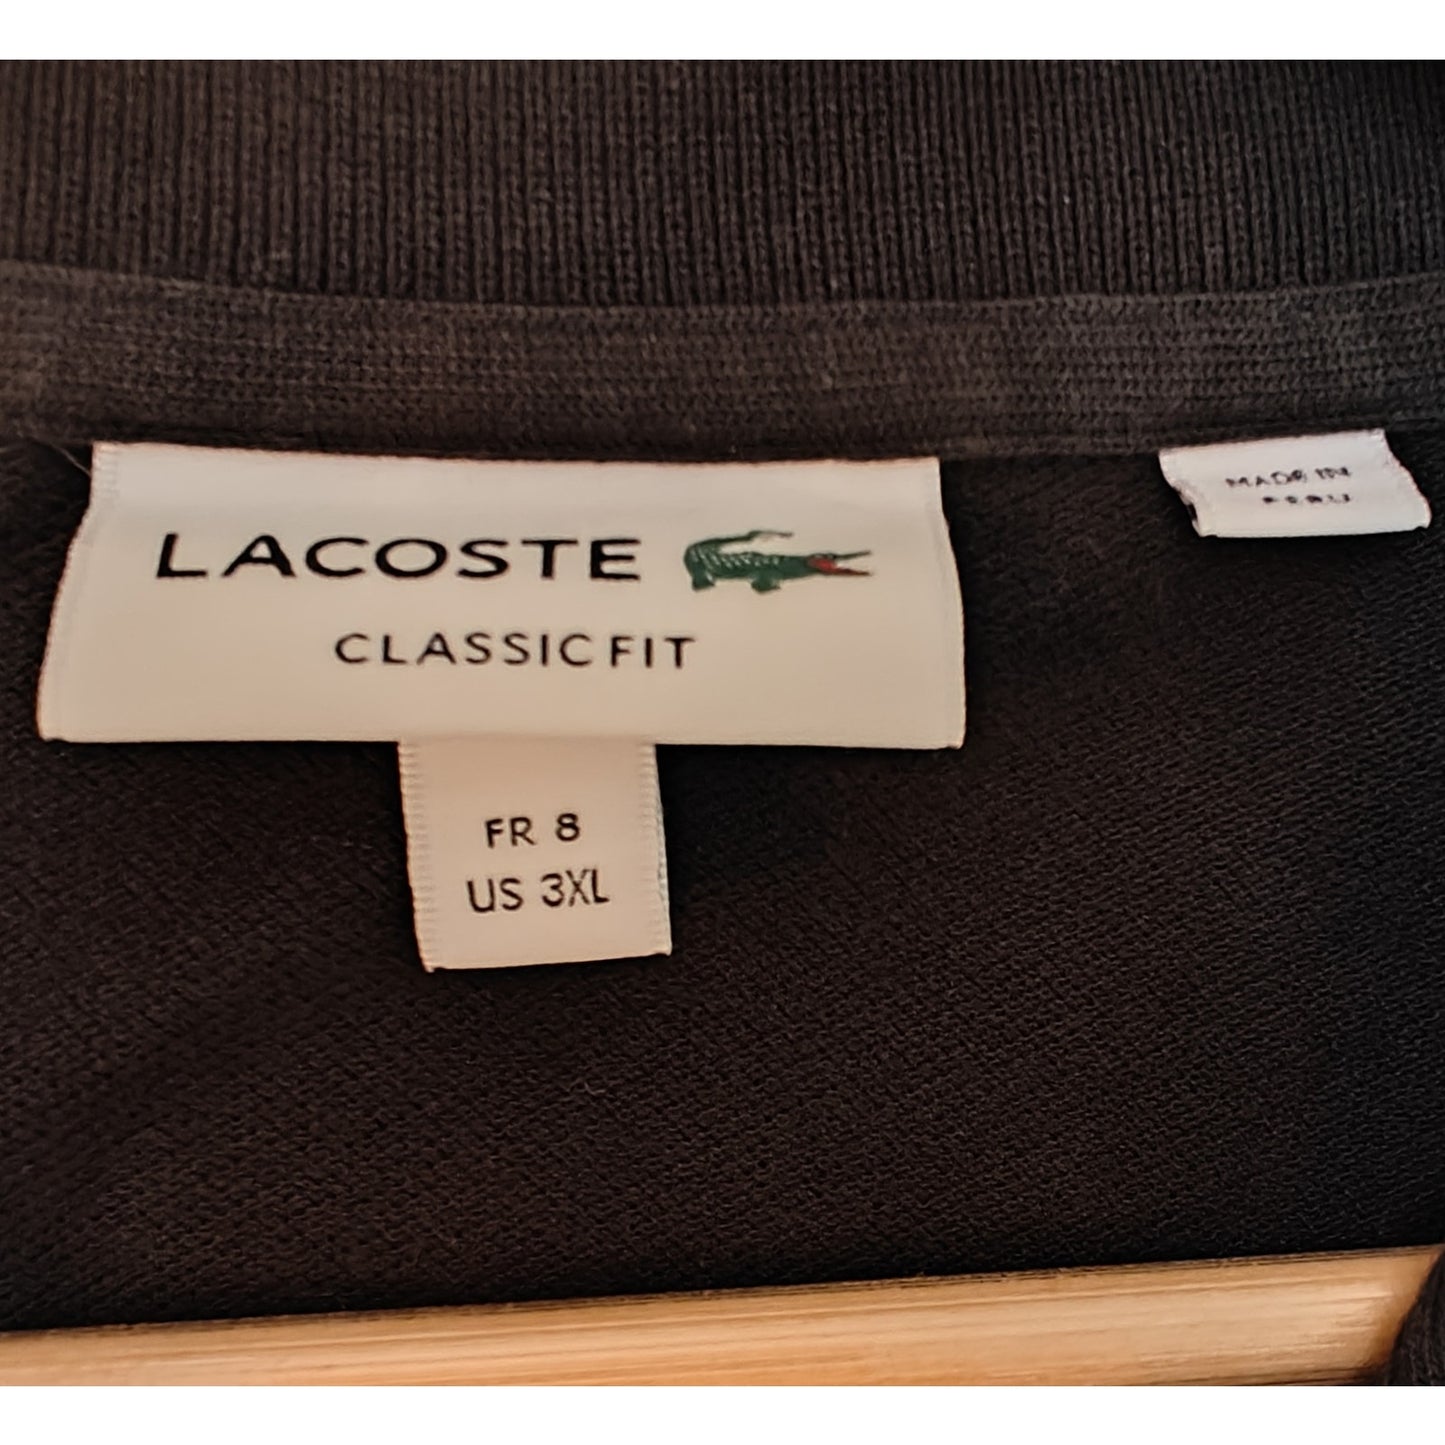 LACOSTE
CLASSIC FIT
FR 8
US 3XL
MADE IN
PERU